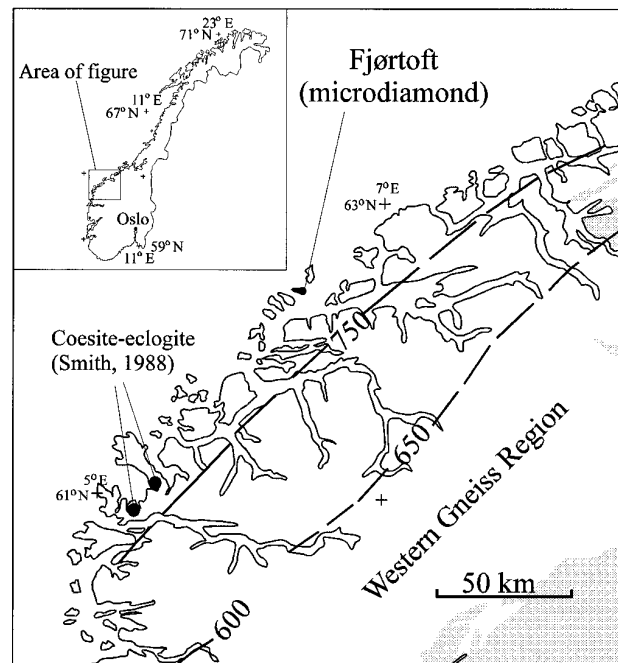 23° E
71° N
Area of figure
11° E
67° N
Oslo
59° N
11° E
Fjørtoft
(microdiamond)
7°E
63°N
750
Coesite-eclogite
(Smith, 1988)
650
5°E
61°N
Western Gneiss Region
50 km
600